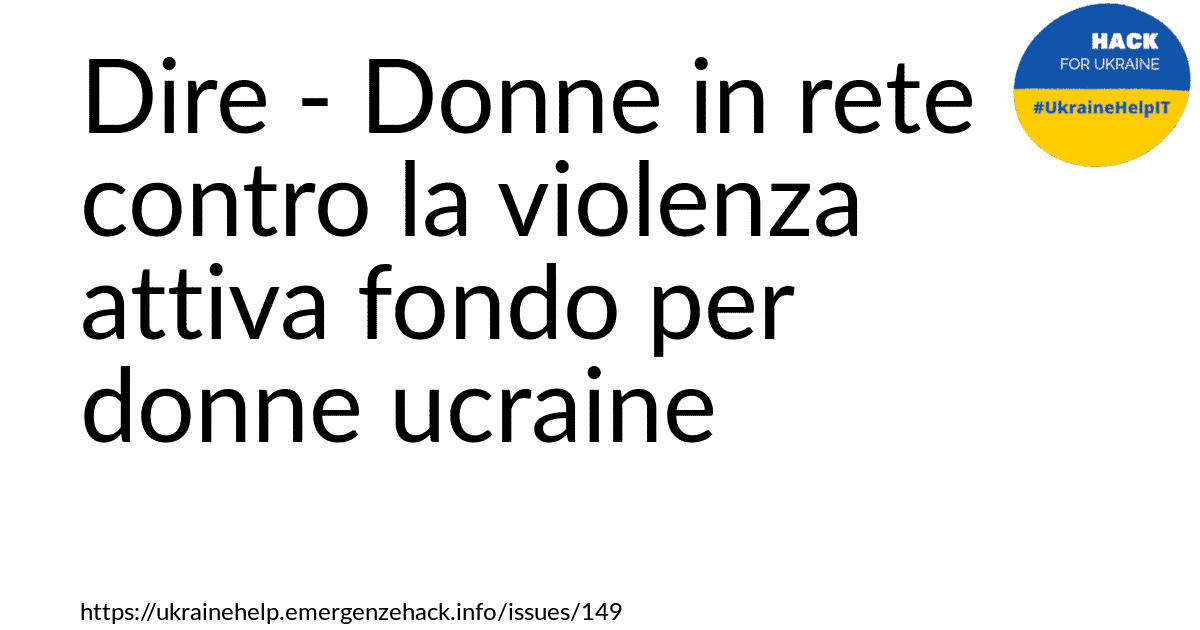 HACK
FOR UKRAINE
#UkraineHelpIT
Dire - Donne in rete
contro la violenza
attiva fondo per
donne ucraine
https://ukrainehelp.emergenzehack.info/issues/149